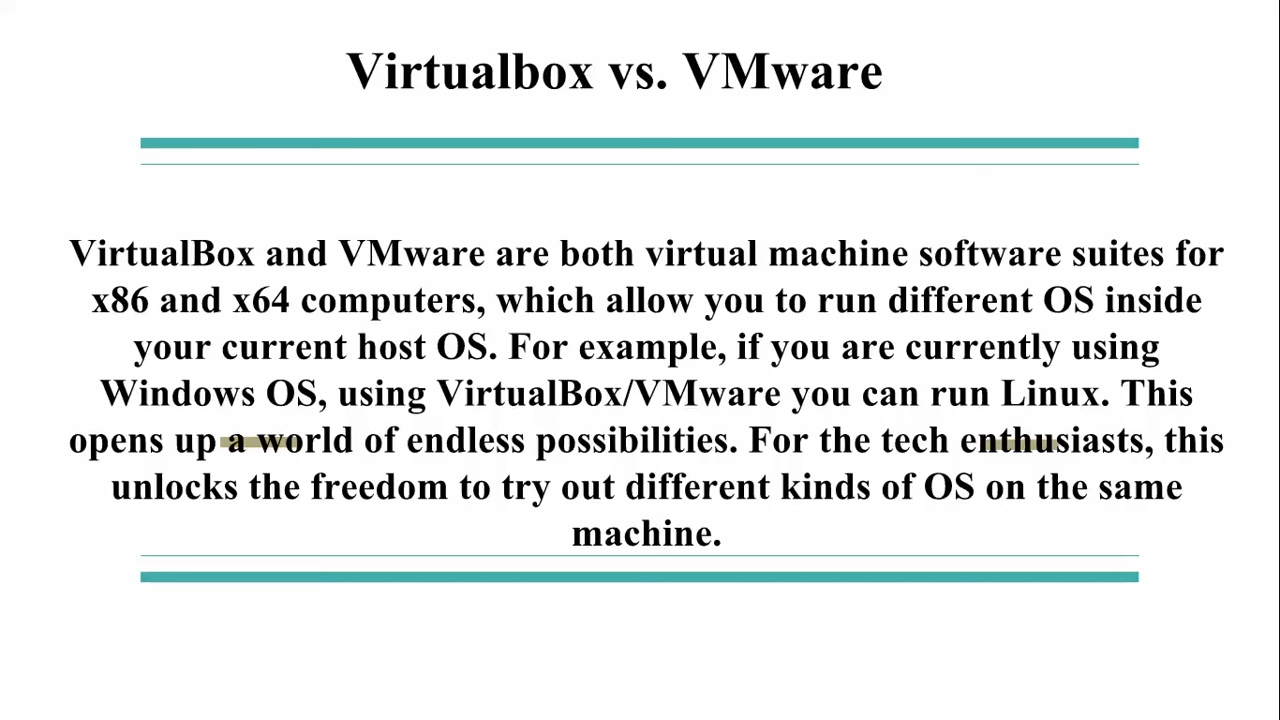 Virtualbox vs. VMware
VirtualBox and VMware are both virtual machine software suites for
x86 and x64 computers, which allow you to run different OS inside
your current host OS. For example, if you are currently using
Windows OS, using VirtualBox/VMware you can run Linux. This
opens up a world of endless possibilities. For the tech enthusiasts, this
unlocks the freedom to try out different kinds of OS on the same
machine.